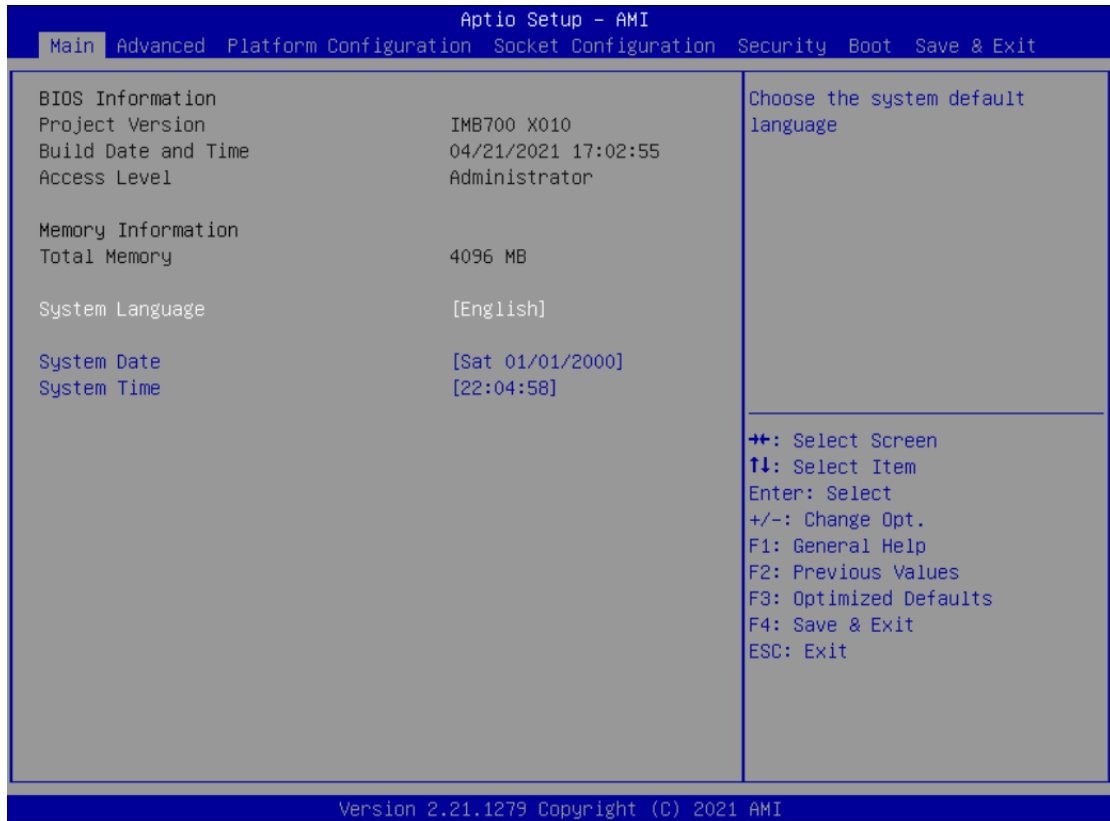 Aptio Setup - AMI
Main Advanced Platform Configuration Socket Configuration Security Boot Save & Exit
BIOS Information
Project Version IMB700 X010
Build Date and Time 04/21/2021 17:02:55
Access Level Administrator
Memory Information
Total Memory 4096 MB
System Language [English]
System Date [Sat 01/01/2000]
System Time [22:04:58]
Choose the system default
language
→←: Select Screen
↑↓: Select Item
Enter: Select
+/-: Change Opt.
F1: General Help
F2: Previous Values
F3: Optimized Defaults
F4: Save & Exit
ESC: Exit
Version 2.21.1279 Copyright (C) 2021 AMI